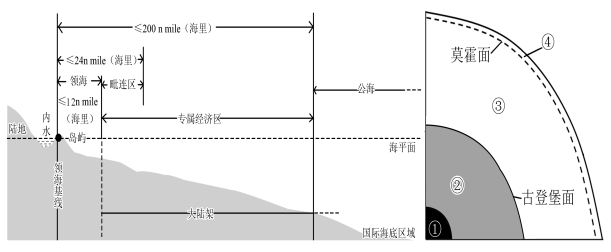 ≤200 n mile（海里）
≤24n mile（海里）
领海
毗连区
公海
≤12n mile
（海里）
专属经济区
陆地
内水
岛屿
海平面
领海基线
大陆架
国际海底区域
④
莫霍面
③
②
古登堡面
①